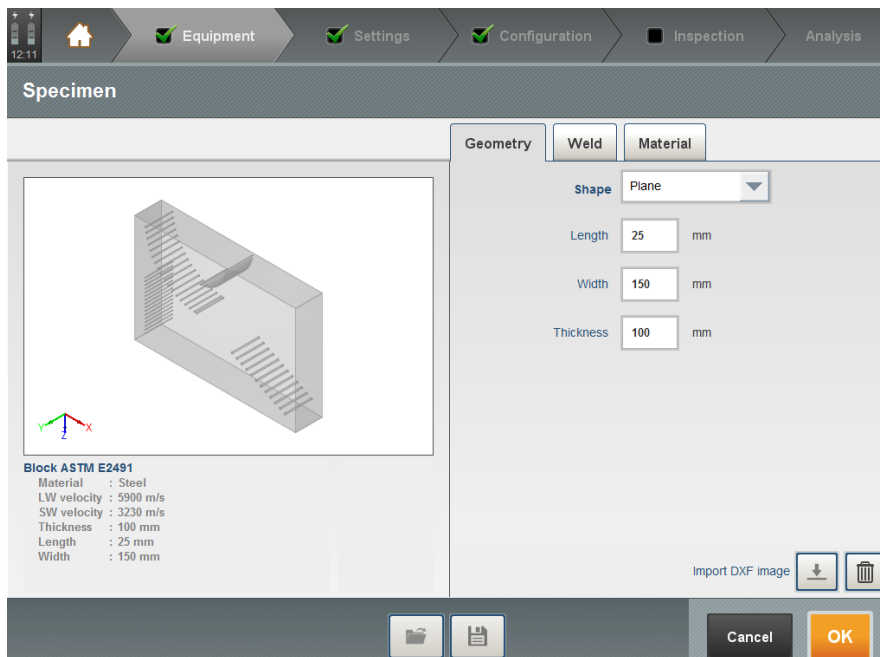 12:11
Equipment
Settings
Configuration
Inspection
Analysis
Specimen
Geometry
Weld
Material
Shape Plane
Length 25 mm
Width 150 mm
Thickness 100 mm
Y Z X
Block ASTM E2491
Material : Steel
LW velocity : 5900 m/s
SW velocity : 3230 m/s
Thickness : 100 mm
Length : 25 mm
Width : 150 mm
Import DXF image
Cancel
OK